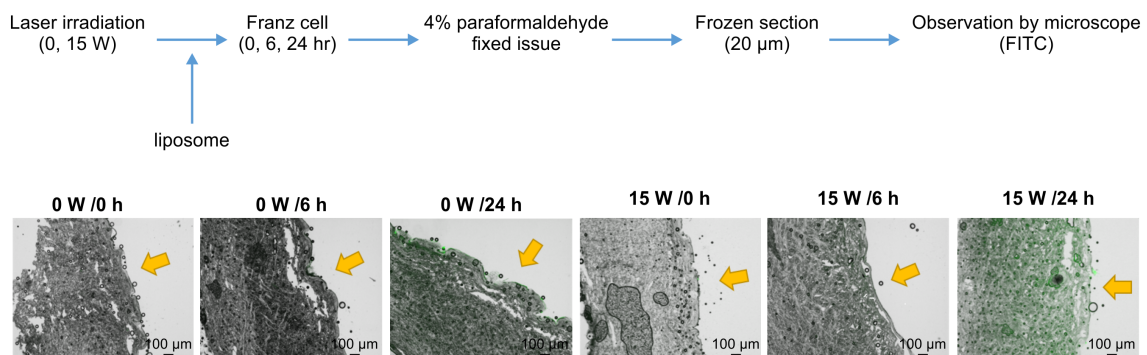 Laser irradiation
(0, 15 W)
Franz cell
(0, 6, 24 hr)
4% paraformaldehyde
fixed issue
Frozen section
(20 µm)
Observation by microscope
(FITC)
liposome
0 W /0 h
0 W /6 h
0 W /24 h
15 W /0 h
15 W /6 h
15 W /24 h
100 µm
100 µm
100 µm
100 µm
100 µm
100 µm